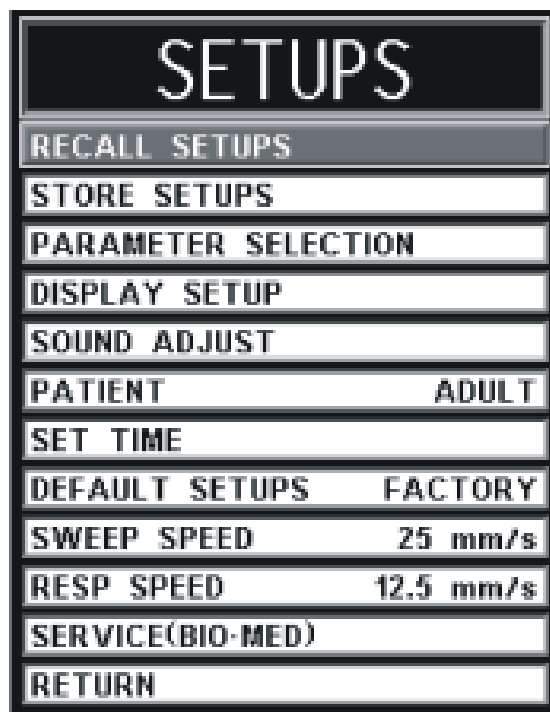 SETUPS
RECALL SETUPS
STORE SETUPS
PARAMETER SELECTION
DISPLAY SETUP
SOUND ADJUST
PATIENT ADULT
SET TIME
DEFAULT SETUPS FACTORY
SWEEP SPEED 25 mm/s
RESP SPEED 12.5 mm/s
SERVICE(BIO-MED)
RETURN